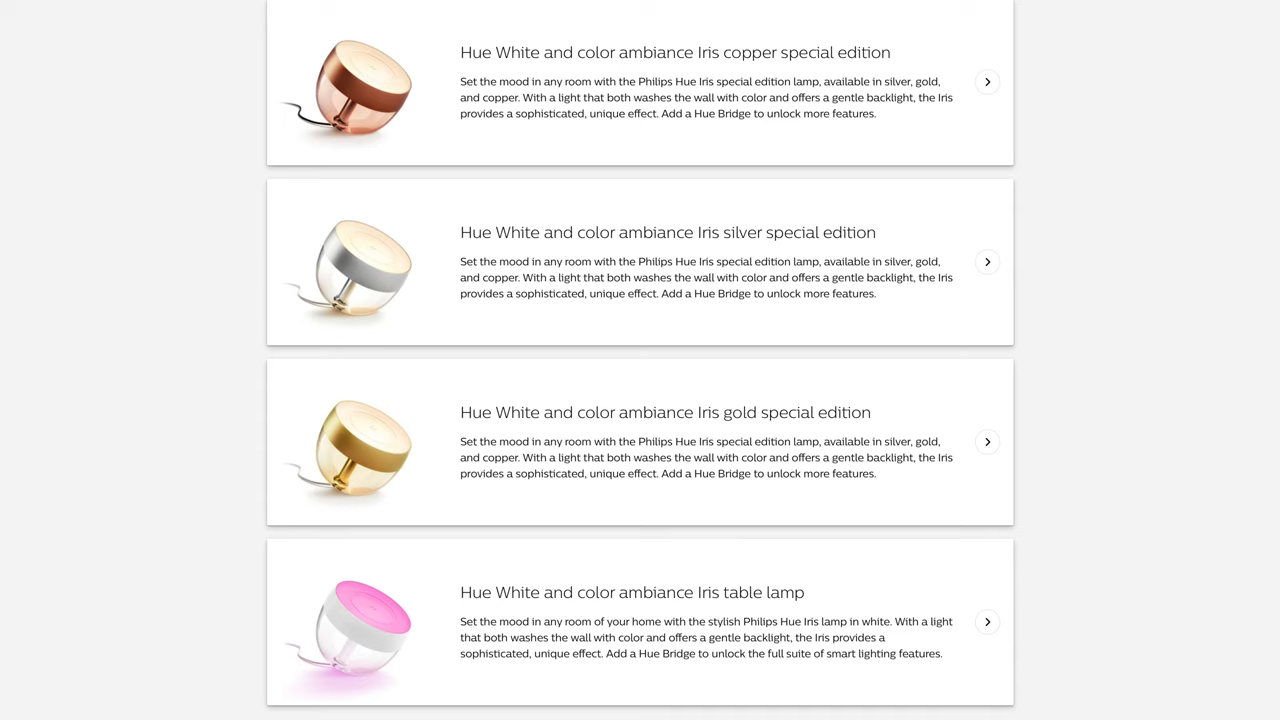 Hue White and color ambiance Iris copper special edition
Set the mood in any room with the Philips Hue Iris special edition lamp, available in silver, gold,
and copper. With a light that both washes the wall with color and offers a gentle backlight, the Iris
provides a sophisticated, unique effect. Add a Hue Bridge to unlock more features.
Hue White and color ambiance Iris silver special edition
Set the mood in any room with the Philips Hue Iris special edition lamp, available in silver, gold,
and copper. With a light that both washes the wall with color and offers a gentle backlight, the Iris
provides a sophisticated, unique effect. Add a Hue Bridge to unlock more features.
Hue White and color ambiance Iris gold special edition
Set the mood in any room with the Philips Hue Iris special edition lamp, available in silver, gold,
and copper. With a light that both washes the wall with color and offers a gentle backlight, the Iris
provides a sophisticated, unique effect. Add a Hue Bridge to unlock more features.
Hue White and color ambiance Iris table lamp
Set the mood in any room of your home with the stylish Philips Hue Iris lamp in white. With a light
that both washes the wall with color and offers a gentle backlight, the Iris provides a
sophisticated, unique effect. Add a Hue Bridge to unlock the full suite of smart lighting features.